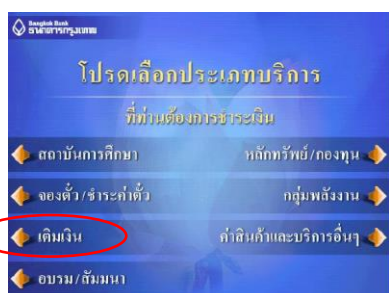 Bangkok Bank
ธนาคารกรุงเทพ
โปรดเลือกประเภทบริการ
ที่ท่านต้องการชำระเงิน
สถาบันการศึกษา
หลักทรัพย์/กองทุน
จองตั๋ว/ชำระค่าตั๋ว
กลุ่มพลังงาน
เติมเงิน
ค่าสินค้าและบริการอื่นๆ
อบรม/สัมมนา